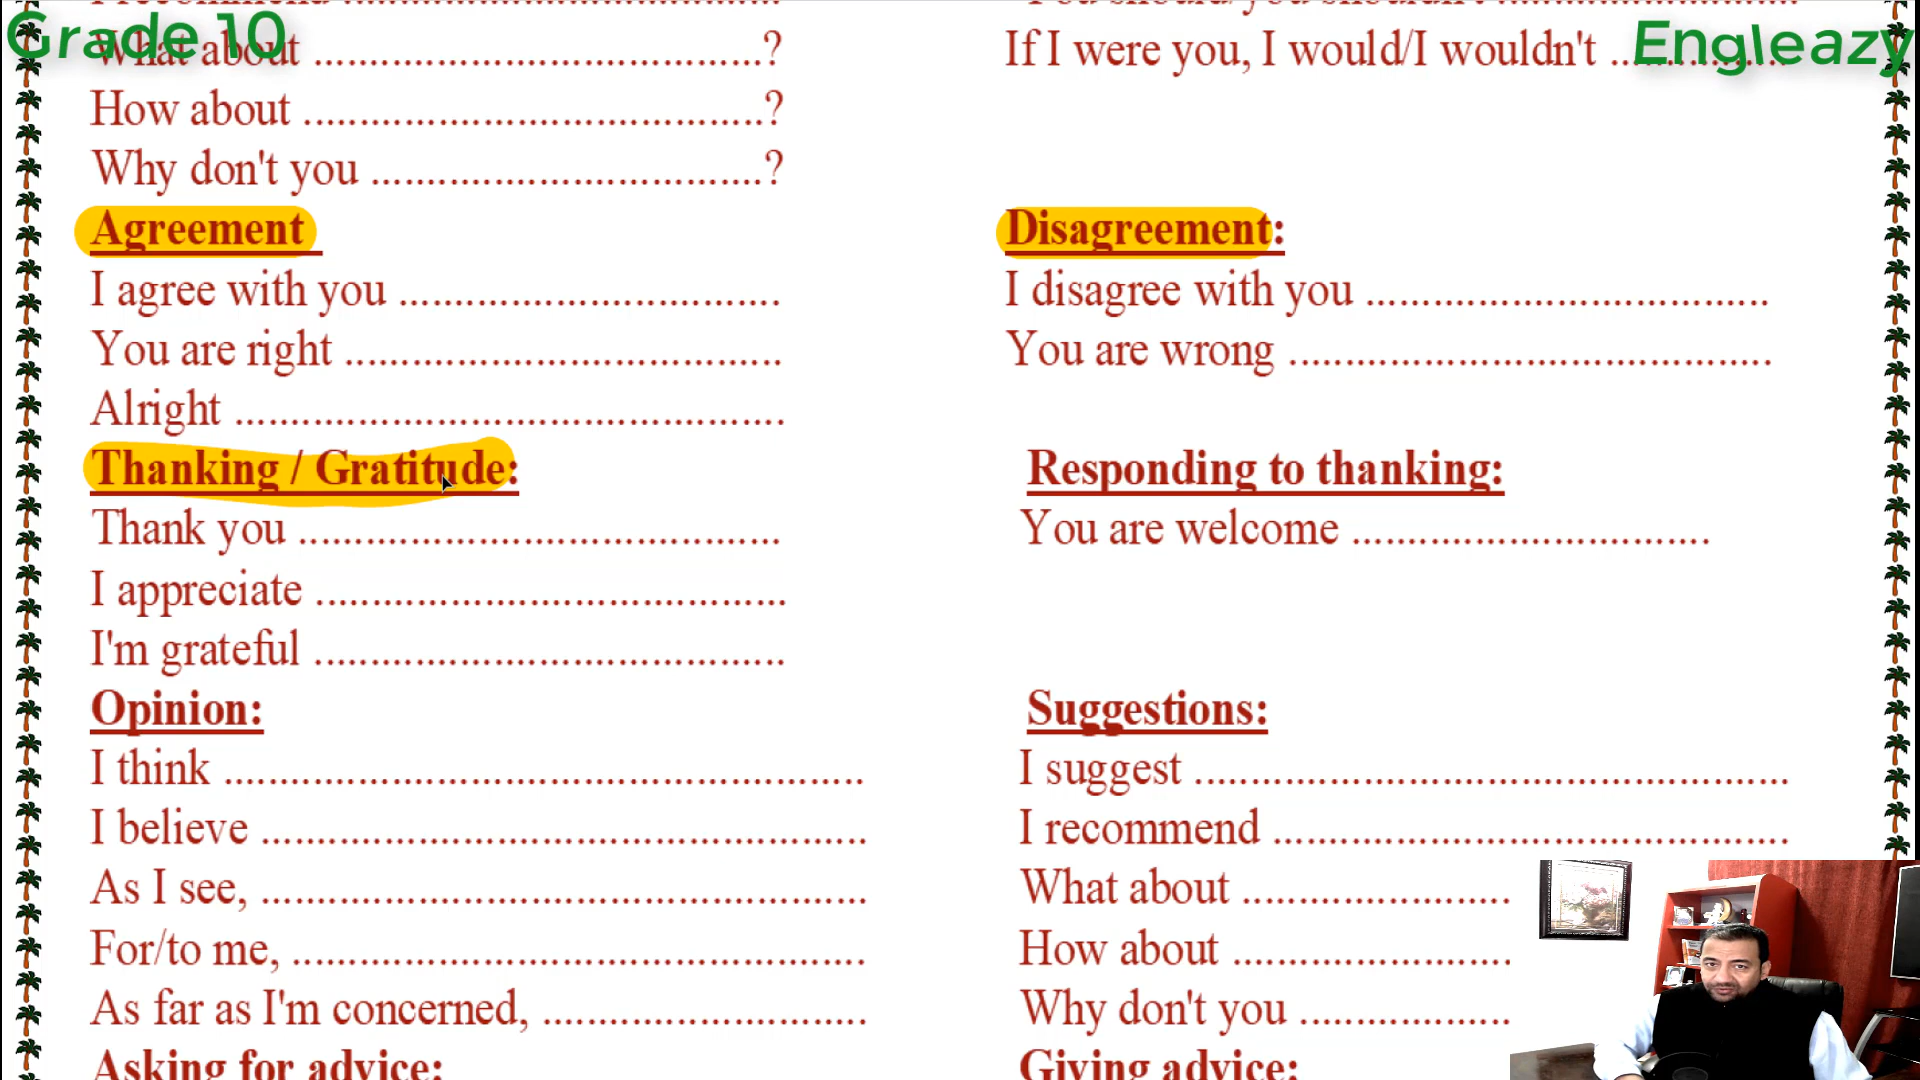 Grade 10
Engleazy
What about ............................................?
If I were you, I would/I wouldn't ................
How about ............................................?
Why don't you ......................................?
Agreement
Disagreement:
I agree with you .....................................
I disagree with you .......................................
You are right ..........................................
You are wrong ..............................................
Alright ....................................................
Thanking / Gratitude:
Responding to thanking:
Thank you .............................................
You are welcome ...................................
I appreciate .............................................
I'm grateful .............................................
Opinion:
Suggestions:
I think ............................................................
I suggest ........................................................
I believe .........................................................
I recommend .................................................
As I see, .........................................................
What about ..........................
For/to me, ......................................................
How about ...........................
As far as I'm concerned, ................................
Why don't you .....................
Asking for advice:
Giving advice: